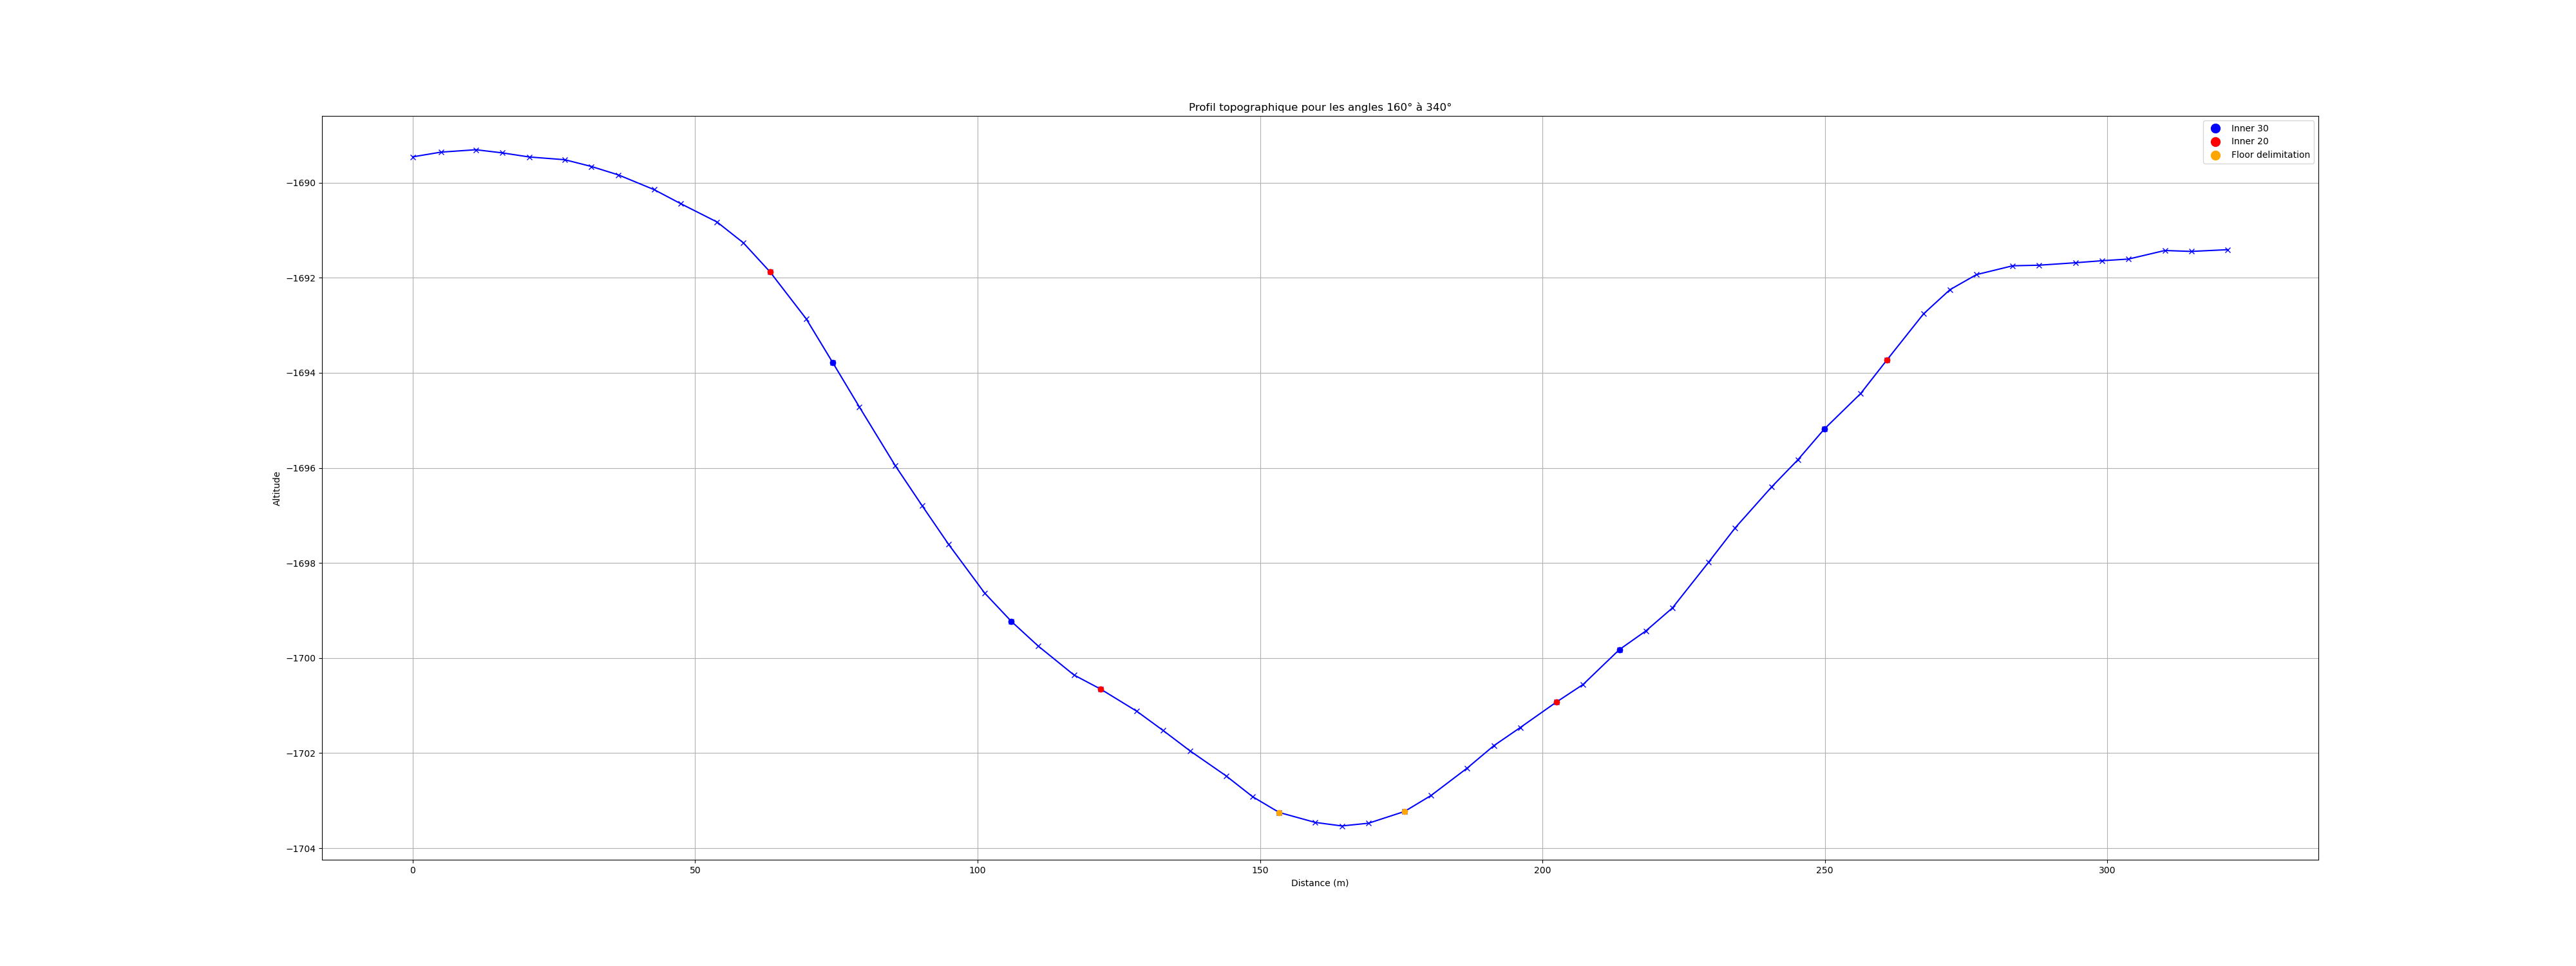 Profil topographique pour les angles 160° à 340°
Inner 30
Inner 20
Floor delimitation
Altitude
−1690
−1692
−1694
−1696
−1698
−1700
−1702
−1704
0 50 100 150 200 250 300
Distance (m)